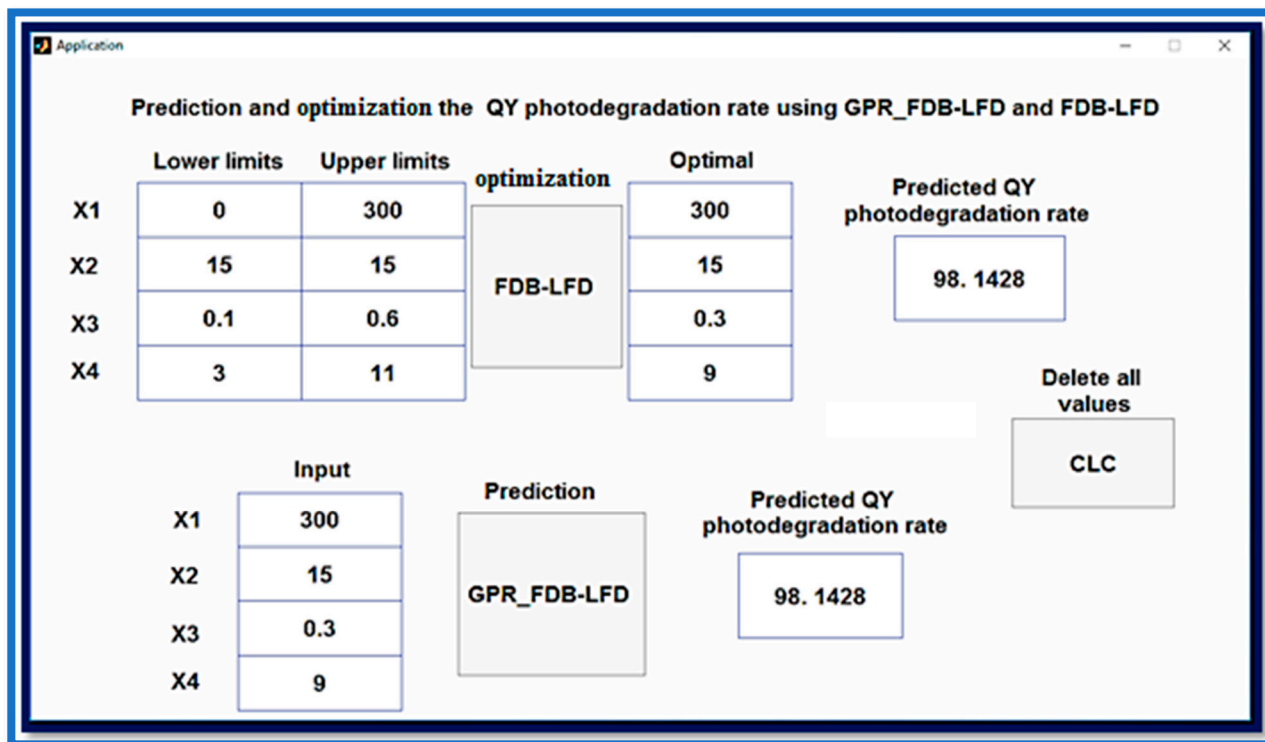 Application
Prediction and optimization the QY photodegradation rate using GPR_FDB-LFD and FDB-LFD
Lower limits Upper limits optimization Optimal
Predicted QY
photodegradation rate
X1 0 300 300
X2 15 15 FDB-LFD 15 98. 1428
X3 0.1 0.6 0.3
X4 3 11 9
Delete all
values
CLC
Input Prediction
Predicted QY
photodegradation rate
X1 300
X2 15
GPR_FDB-LFD 98. 1428
X3 0.3
X4 9